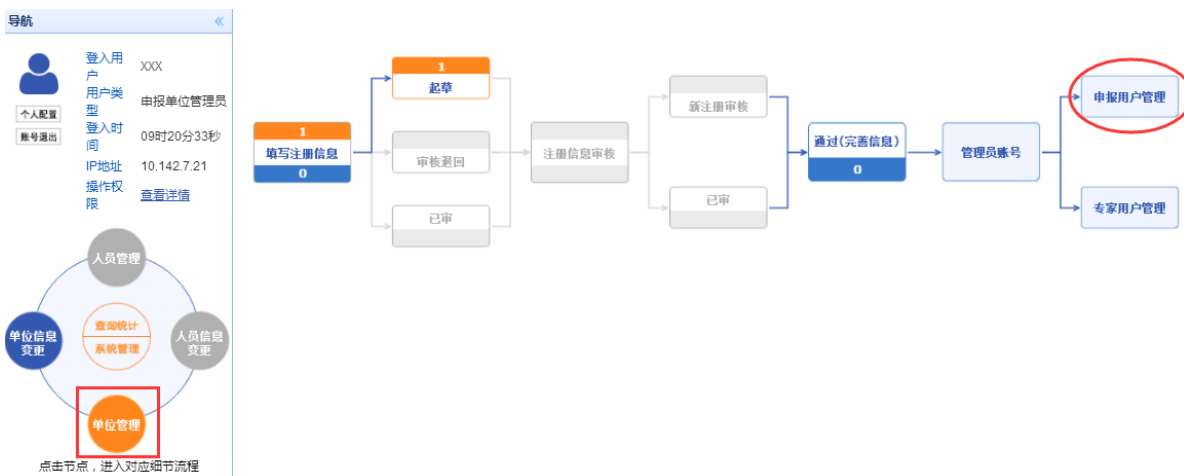 导航
«
登入用
户
XXX
用户类
型
申报单位管理员
登入时
间
09时20分33秒
IP地址
10.142.7.21
操作权
限
查看详情
个人配置
账号退出
人员管理
单位信息
变更
查询统计
系统管理
人员信息
变更
单位管理
点击节点，进入对应细节流程
1
填写注册信息
0
1
起草
审核退回
已审
注册信息审核
新注册审核
已审
通过(完善信息)
0
管理员账号
申报用户管理
专家用户管理